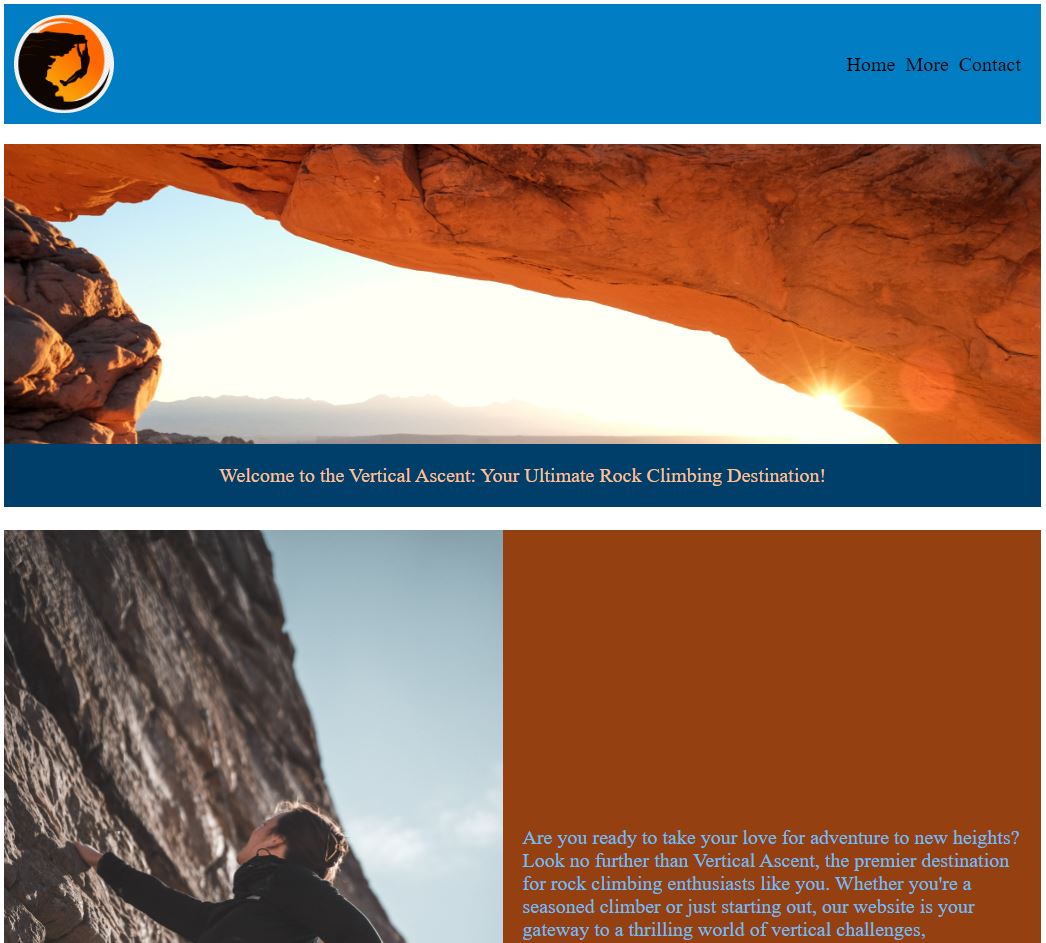 Home More Contact
Welcome to the Vertical Ascent: Your Ultimate Rock Climbing Destination!
Are you ready to take your love for adventure to new heights?
Look no further than Vertical Ascent, the premier destination
for rock climbing enthusiasts like you. Whether you're a
seasoned climber or just starting out, our website is your
gateway to a thrilling world of vertical challenges,